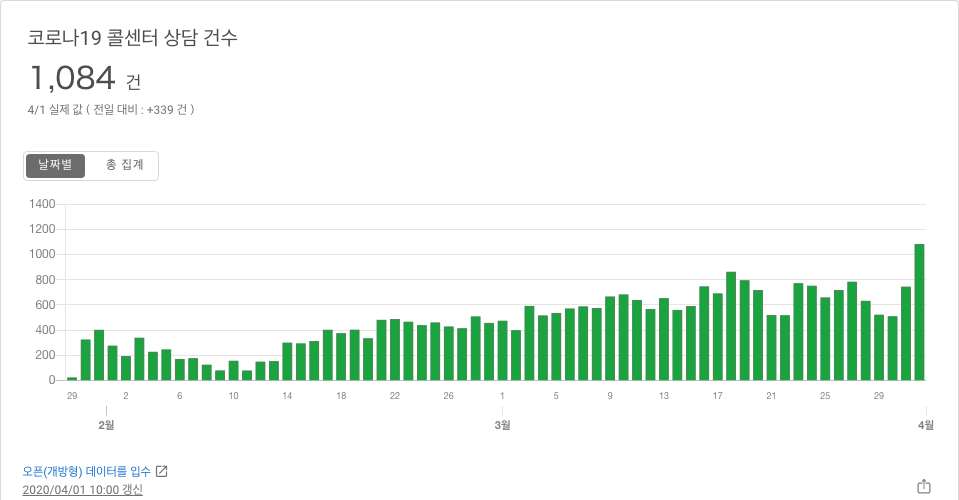 코로나19 콜센터 상담 건수
1,084 건
4/1 실제 값 ( 전일 대비 : +339 건 )
날짜별 총 집계
1400
1200
1000
800
600
400
200
0
29 2 6 10 14 18 22 26 1 5 9 13 17 21 25 29
2월 3월 4월
오픈(개방형) 데이터를 입수
2020/04/01 10:00 갱신